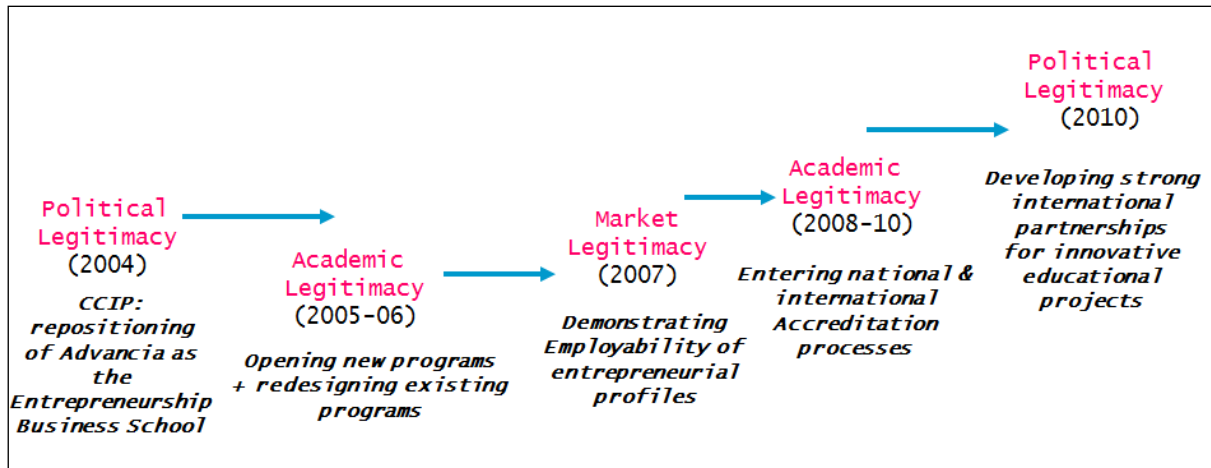 Political
Legitimacy
(2004)
CCIP:
repositioning
of Advancia as
the
Entrepreneurship
Business School
Academic
Legitimacy
(2005-06)
Opening new programs
+ redesigning existing
programs
Market
Legitimacy
(2007)
Demonstrating
Employability of
entrepreneurial
profiles
Academic
Legitimacy
(2008-10)
Entering national &
international
Accreditation
processes
Political
Legitimacy
(2010)
Developing strong
international
partnerships
for innovative
educational
projects